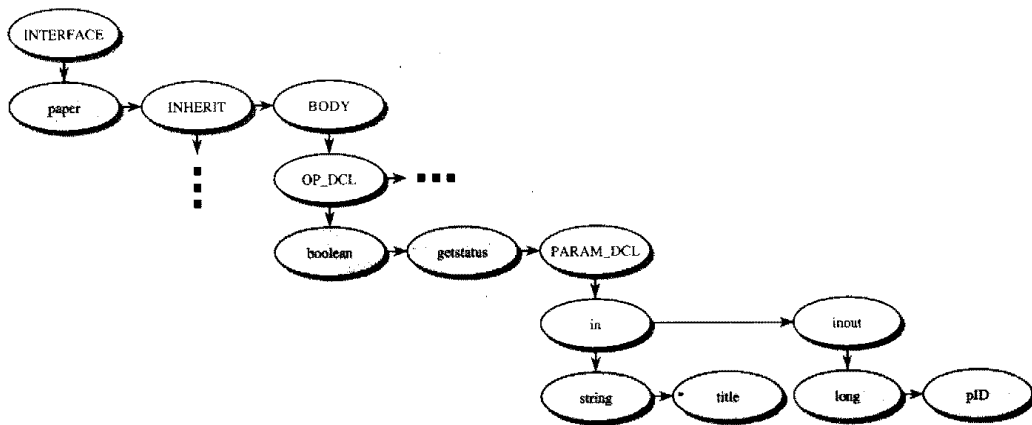 INTERFACE
paper
INHERIT
BODY
OP_DCL
boolean
getstatus
PARAM_DCL
in
inout
string
title
long
pID